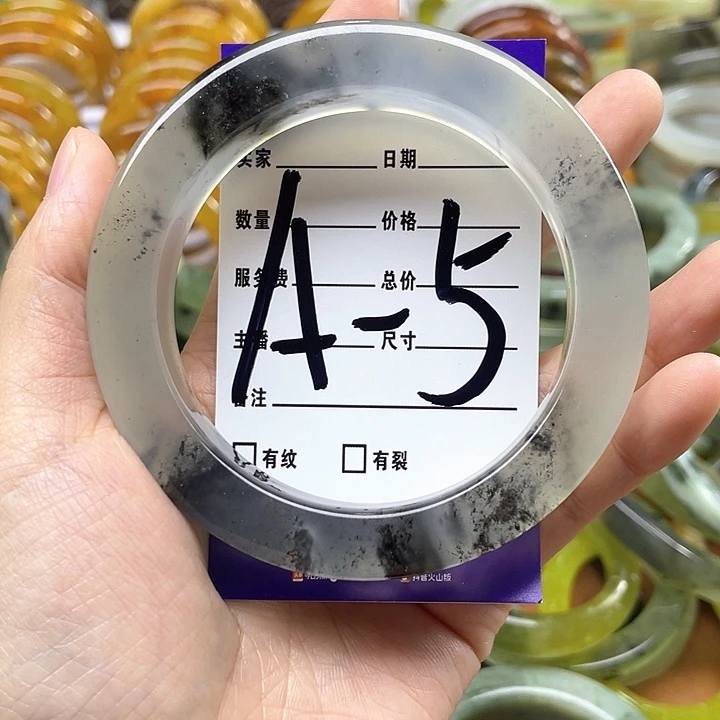 卖家 日期
数量 价格
服务费 总价
主播 尺寸
备注
有纹 有裂
A-5
抖音火山版